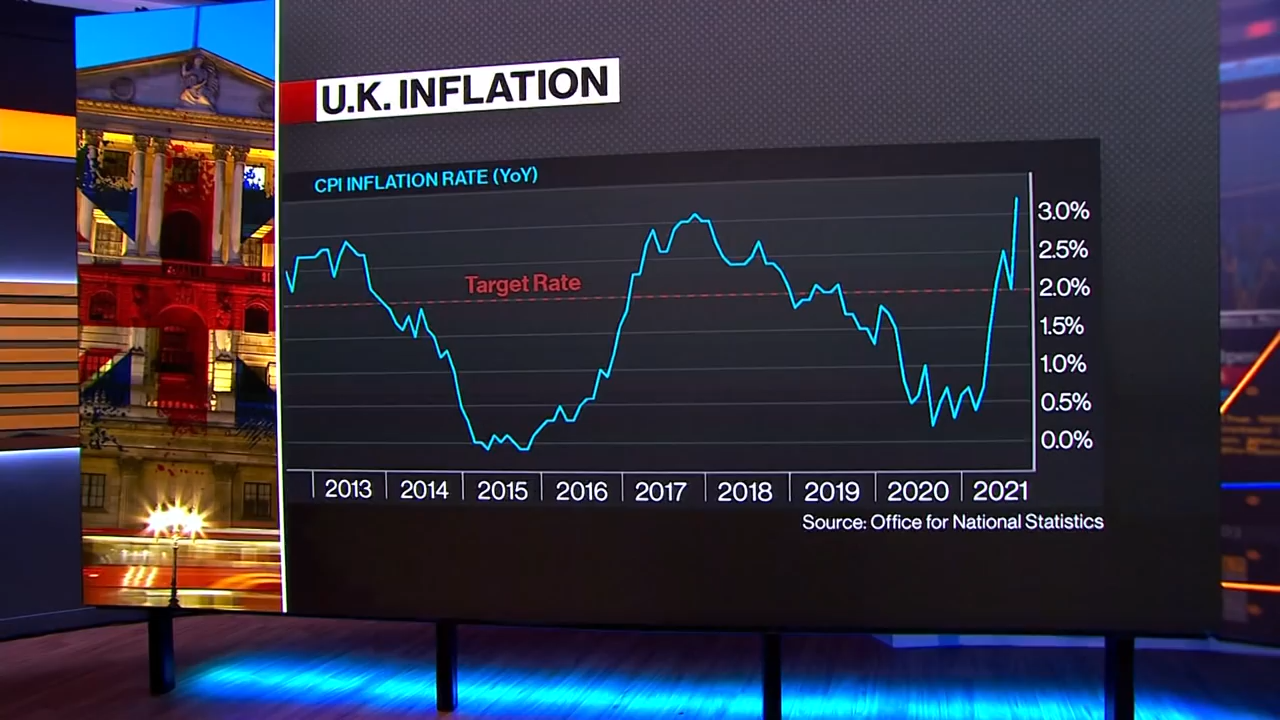 U.K. INFLATION
CPI INFLATION RATE (YoY)
Target Rate
3.0%
2.5%
2.0%
1.5%
1.0%
0.5%
0.0%
2013 2014 2015 2016 2017 2018 2019 2020 2021
Source: Office for National Statistics